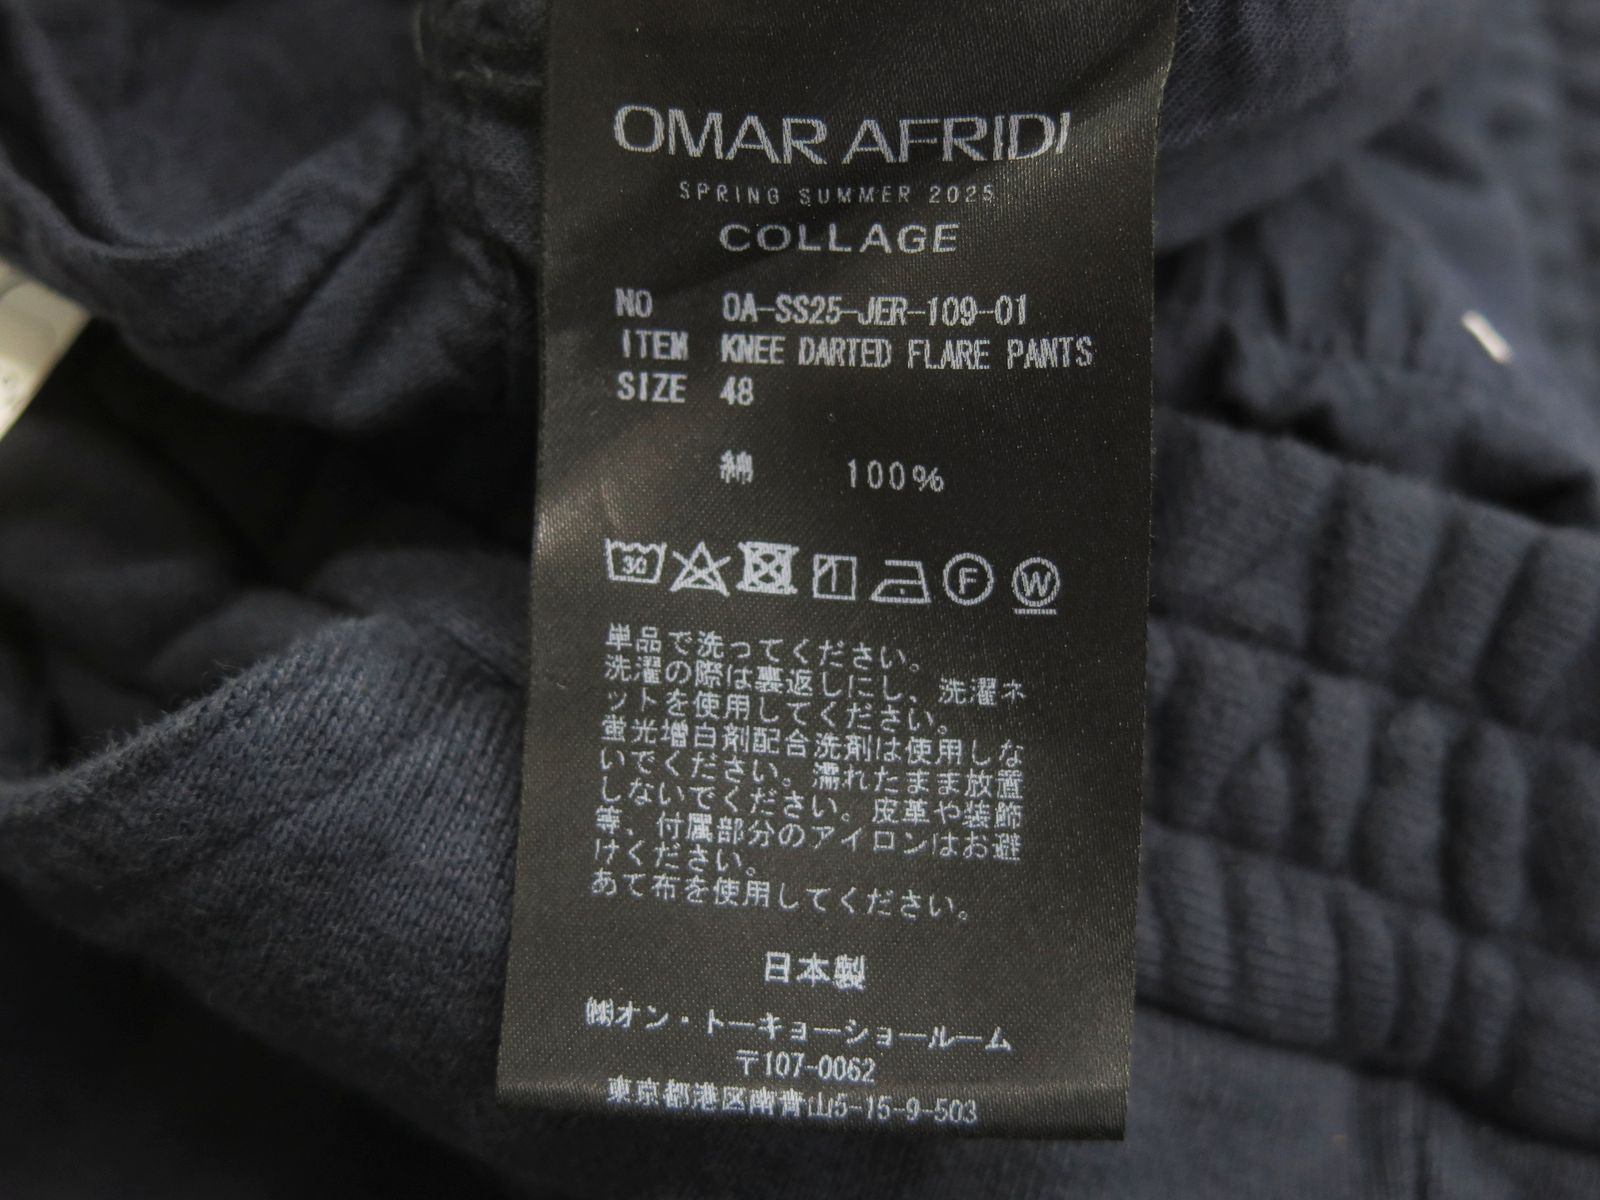 OMAR AFRIDI
SPRING SUMMER 2025
COLLAGE
NO OA-SS25-JER-109-01
ITEM KNEE DARTED FLARE PANTS
SIZE 48
綿 100%
30 F W
単品で洗ってください。
洗濯の際は裏返しにし、洗濯ネ
ットを使用してください。
蛍光増白剤配合洗剤は使用しな
いでください。濡れたまま放置
しないでください。皮革や装飾
等、付属部分のアイロンはお避
けください。
あて布を使用してください。
日本製
㈱オン・トーキョーショールーム
〒107-0062
東京都港区南青山5-15-9-503